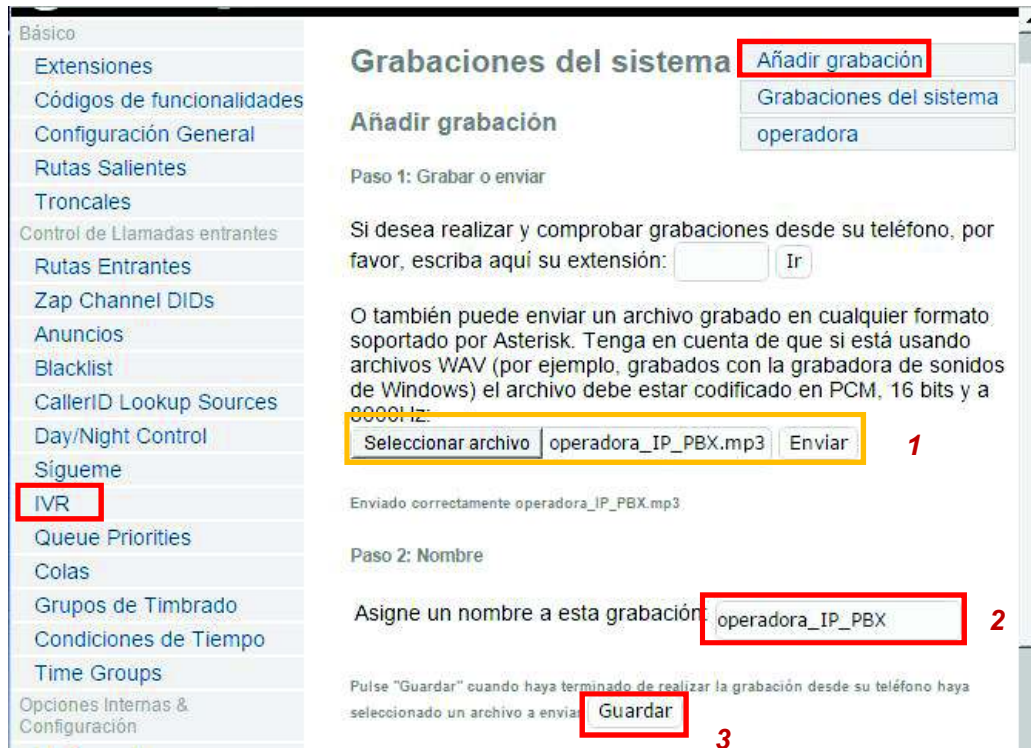 Básico
Extensiones
Códigos de funcionalidades
Configuración General
Rutas Salientes
Troncales
Control de Llamadas entrantes
Rutas Entrantes
Zap Channel DIDs
Anuncios
Blacklist
CallerID Lookup Sources
Day/Night Control
Sígueme
IVR
Queue Priorities
Colas
Grupos de Timbrado
Condiciones de Tiempo
Time Groups
Opciones Internas &
Configuración
Grabaciones del sistema
Añadir grabación
Grabaciones del sistema
operadora
Añadir grabación
Paso 1: Grabar o enviar
Si desea realizar y comprobar grabaciones desde su teléfono, por
favor, escriba aquí su extensión: Ir
O también puede enviar un archivo grabado en cualquier formato
soportado por Asterisk. Tenga en cuenta de que si está usando
archivos WAV (por ejemplo, grabados con la grabadora de sonidos
de Windows) el archivo debe estar codificado en PCM, 16 bits y a
8000Hz:
Seleccionar archivo operadora_IP_PBX.mp3 Enviar 1
Enviado correctamente operadora_IP_PBX.mp3
Paso 2: Nombre
Asigne un nombre a esta grabación: operadora_IP_PBX 2
Pulse "Guardar" cuando haya terminado de realizar la grabación desde su teléfono haya
seleccionado un archivo a enviar Guardar
3